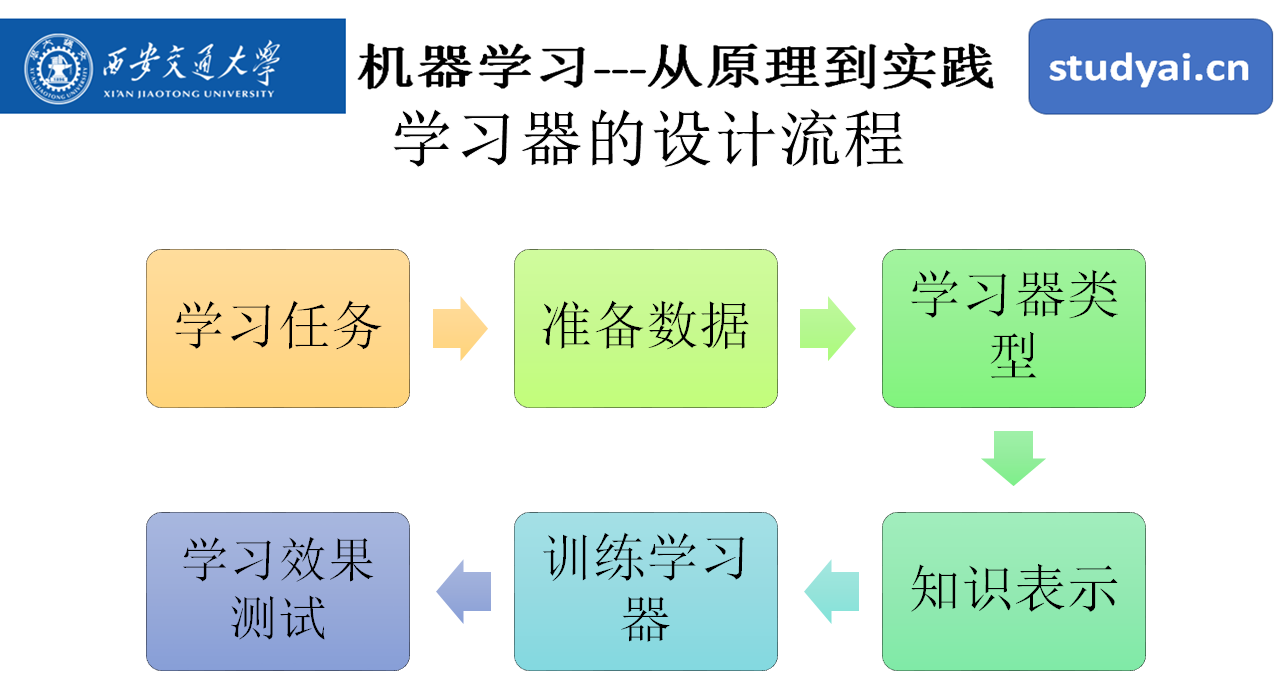 西安交通大学
XI'AN JIAOTONG UNIVERSITY
机器学习---从原理到实践
studyai.cn
学习器的设计流程
学习任务
准备数据
学习器类
型
知识表示
训练学习
器
学习效果
测试